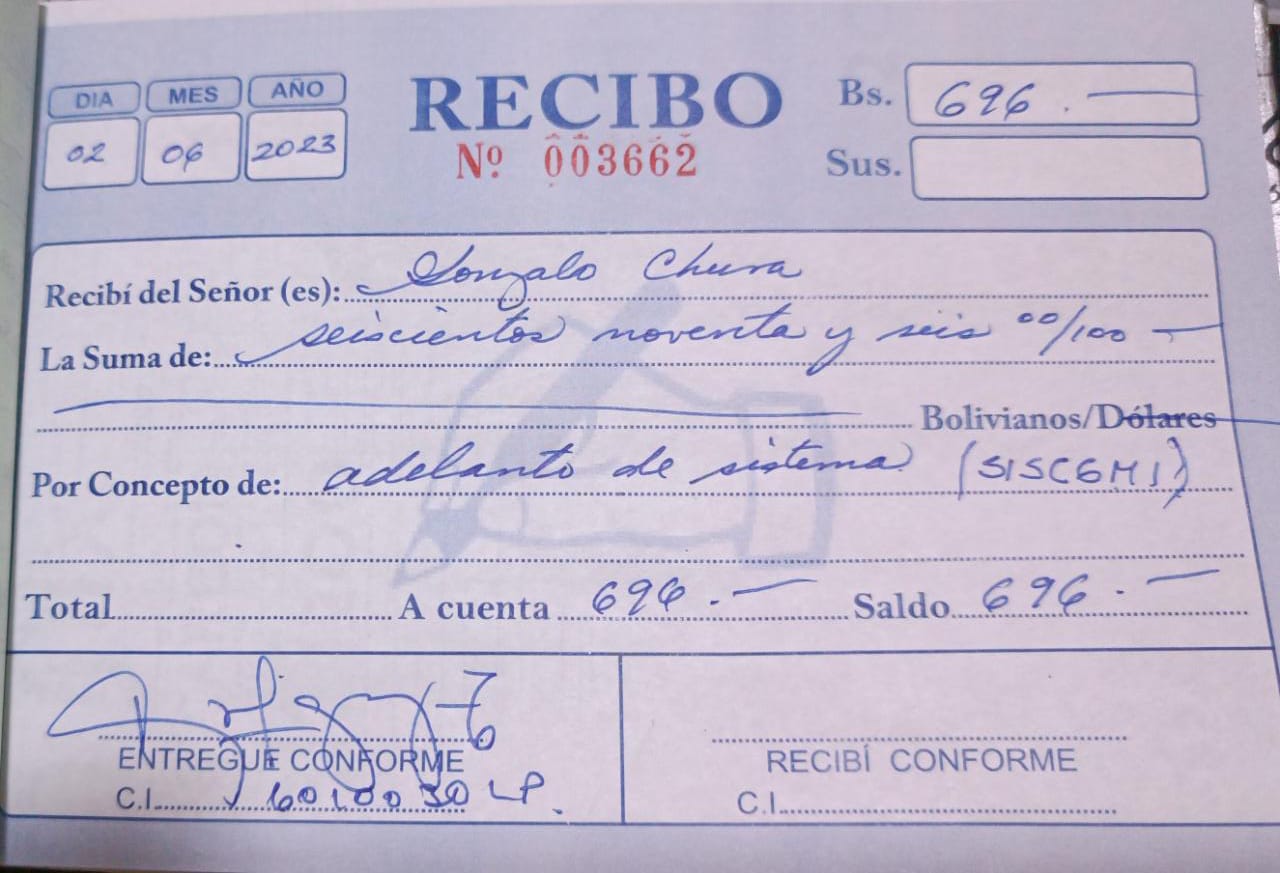 DIA MES AÑO
02 06 2023
RECIBO
Nº 003662
Bs. 696.—
Sus.
Recibí del Señor (es): Gonzalo Chura
La Suma de: seiscientos noventa y seis 00/100 —
Bolivianos/Dólares
Por Concepto de: adelanto de sistema (SISCEMI)
Total A cuenta 696.— Saldo 696.—
ENTREGUE CONFORME
C.I. LP.
RECIBÍ CONFORME
C.I.